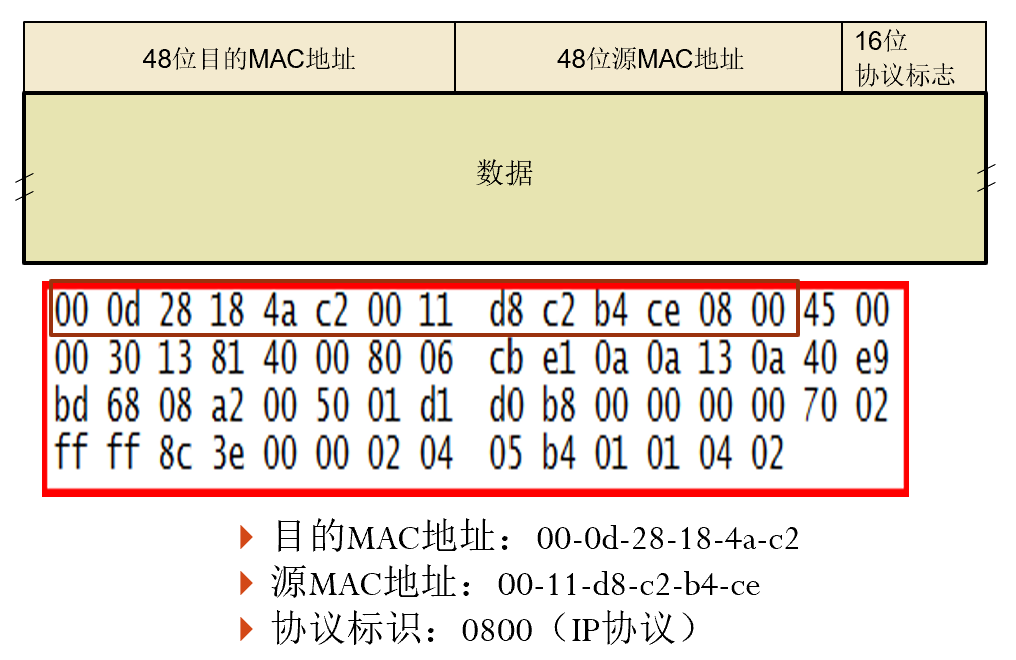 48位目的MAC地址
48位源MAC地址
16位
协议标志
数据
00 0d 28 18 4a c2 00 11 d8 c2 b4 ce 08 00 45 00
00 30 13 81 40 00 80 06 cb e1 0a 0a 13 0a 40 e9
bd 68 08 a2 00 50 01 d1 d0 b8 00 00 00 00 70 02
ff ff 8c 3e 00 00 02 04 05 b4 01 01 04 02
目的MAC地址：00-0d-28-18-4a-c2
源MAC地址：00-11-d8-c2-b4-ce
协议标识：0800（IP协议）